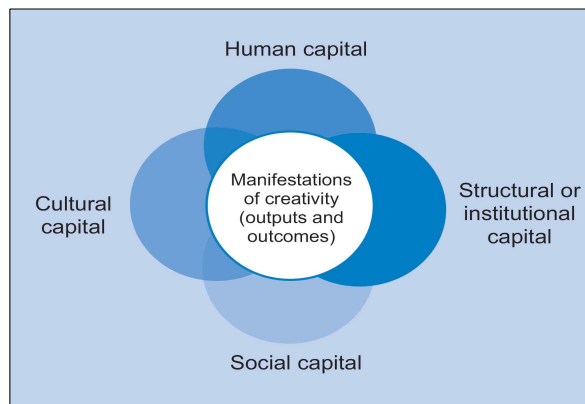 Human capital
Cultural
capital
Manifestations
of creativity
(outputs and
outcomes)
Structural or
institutional
capital
Social capital